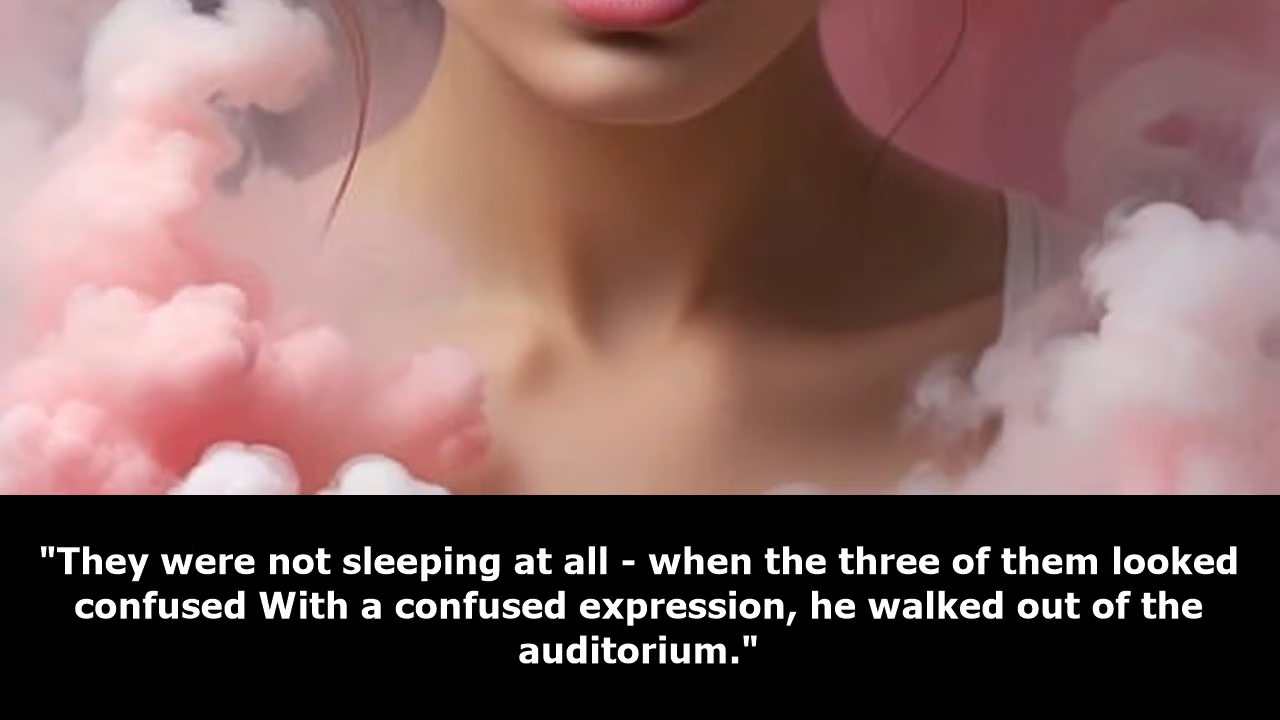 "They were not sleeping at all - when the three of them looked
confused With a confused expression, he walked out of the
auditorium."